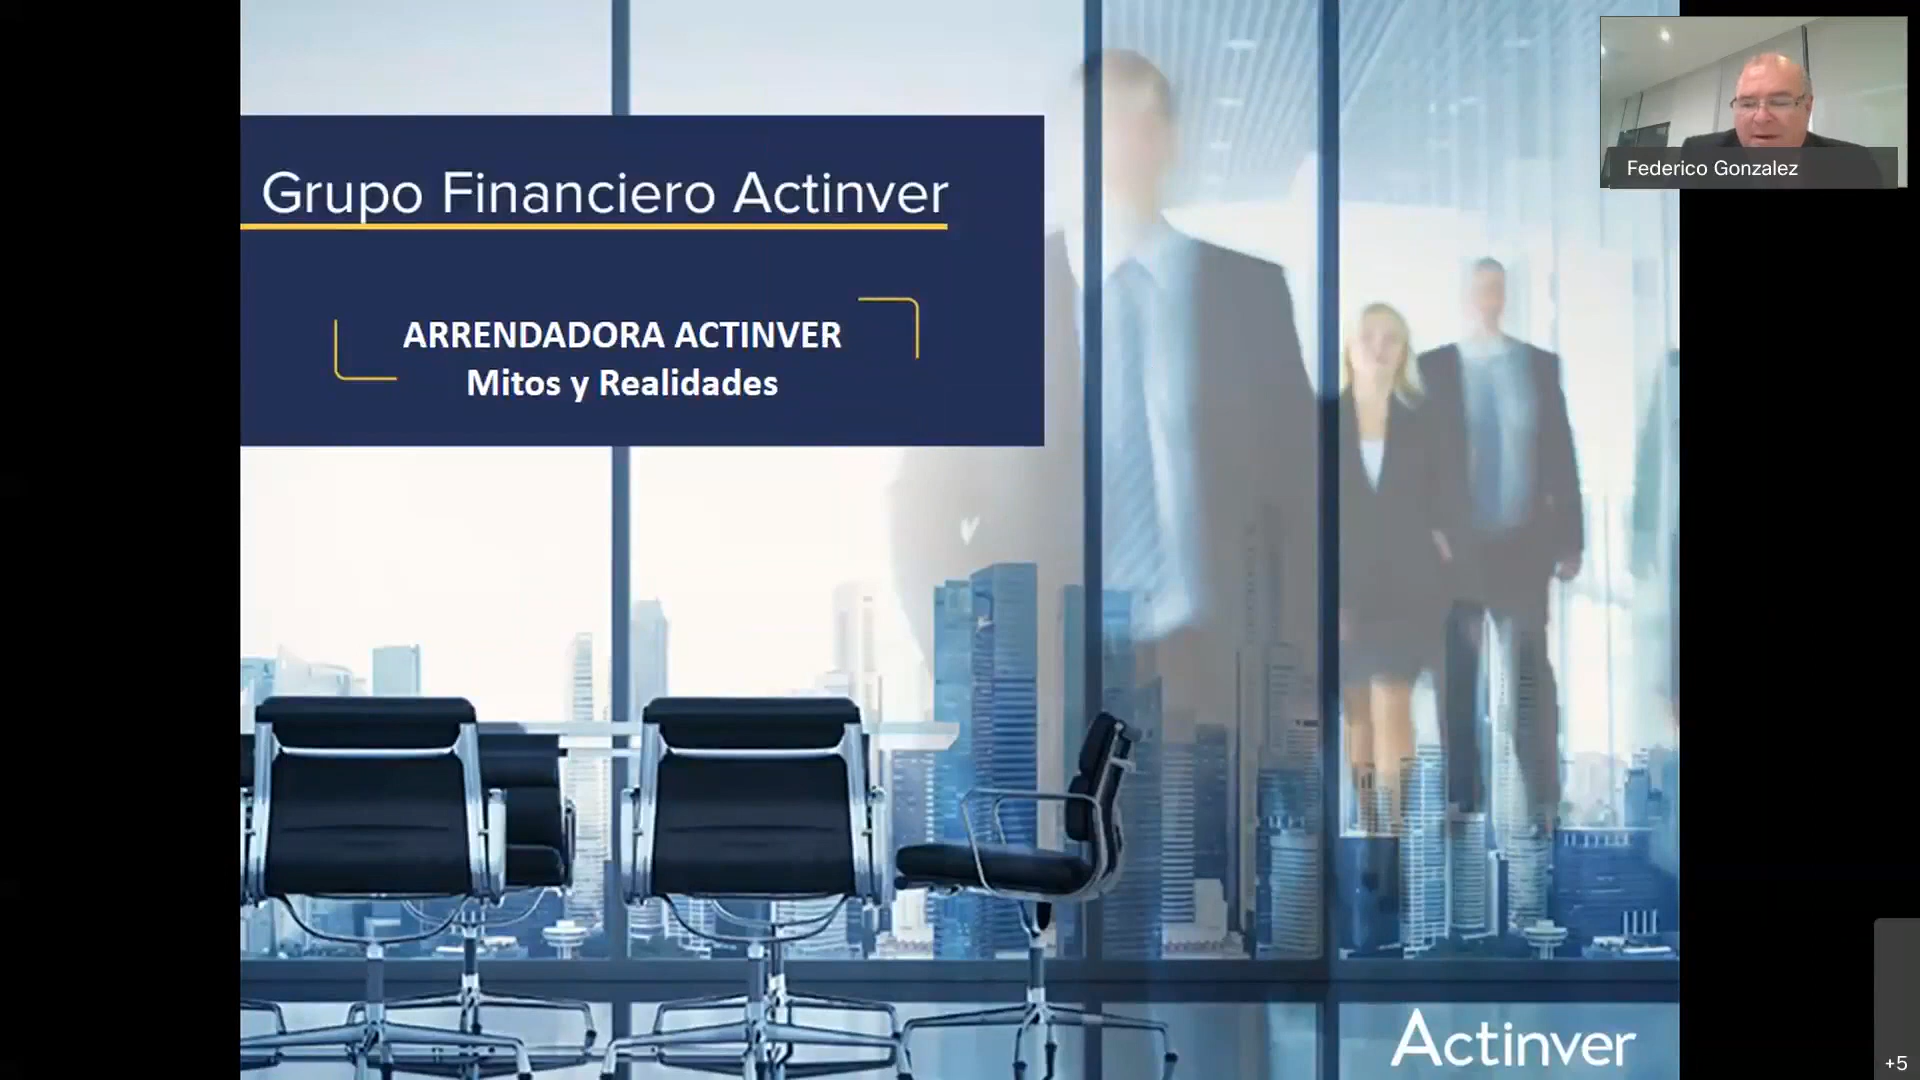 Grupo Financiero Actinver
ARRENDADORA ACTINVER
Mitos y Realidades
Federico Gonzalez
Actinver
+5